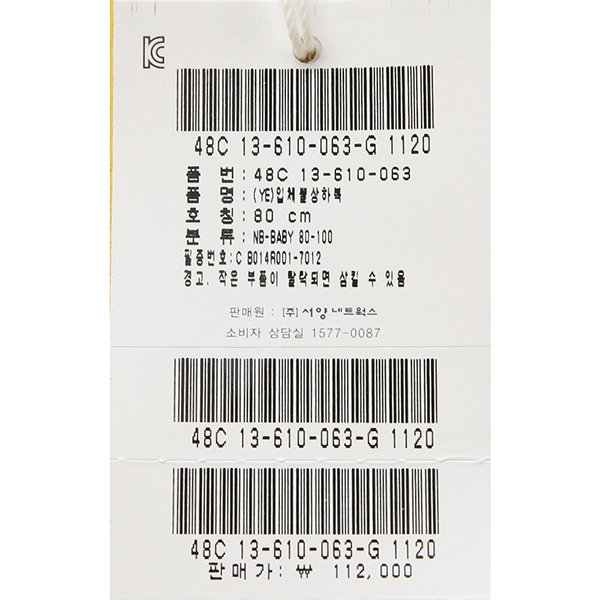 KC
48C 13-610-063-G 1120
품 번 : 48C 13-610-063
품 명 : (YE)입체뿔상하복
호 칭 : 80 cm
분 류 : NB-BABY 80-100
필증번호: C B014R001-7012
경고, 작은 부품이 탈락되면 삼킬 수 있음
판매원 : (주) 서양네트웍스
소비자 상담실 1577-0087
48C 13-610-063-G 1120
48C 13-610-063-G 1120
판 매 가: ₩ 112,000